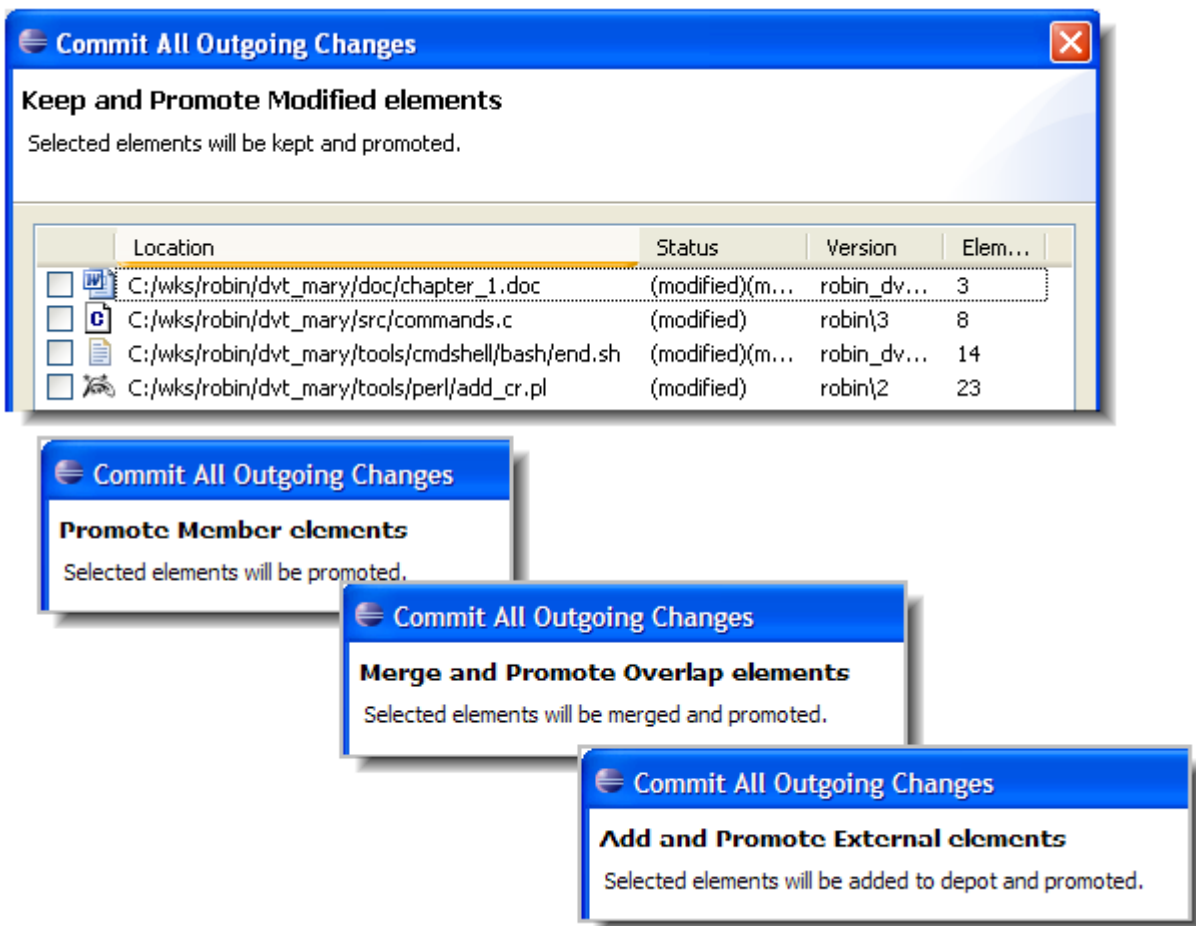 Commit All Outgoing Changes
Keep and Promote Modified elements
Selected elements will be kept and promoted.
Location Status Version Elem...
C:/wks/robin/dvt_mary/doc/chapter_1.doc (modified)(m... robin_dv... 3
C:/wks/robin/dvt_mary/src/commands.c (modified) robin\3 8
C:/wks/robin/dvt_mary/tools/cmdshell/bash/end.sh (modified)(m... robin_dv... 14
C:/wks/robin/dvt_mary/tools/perl/add_cr.pl (modified) robin\2 23
Commit All Outgoing Changes
Promote Member elements
Selected elements will be promoted.
Commit All Outgoing Changes
Merge and Promote Overlap elements
Selected elements will be merged and promoted.
Commit All Outgoing Changes
Add and Promote External elements
Selected elements will be added to depot and promoted.